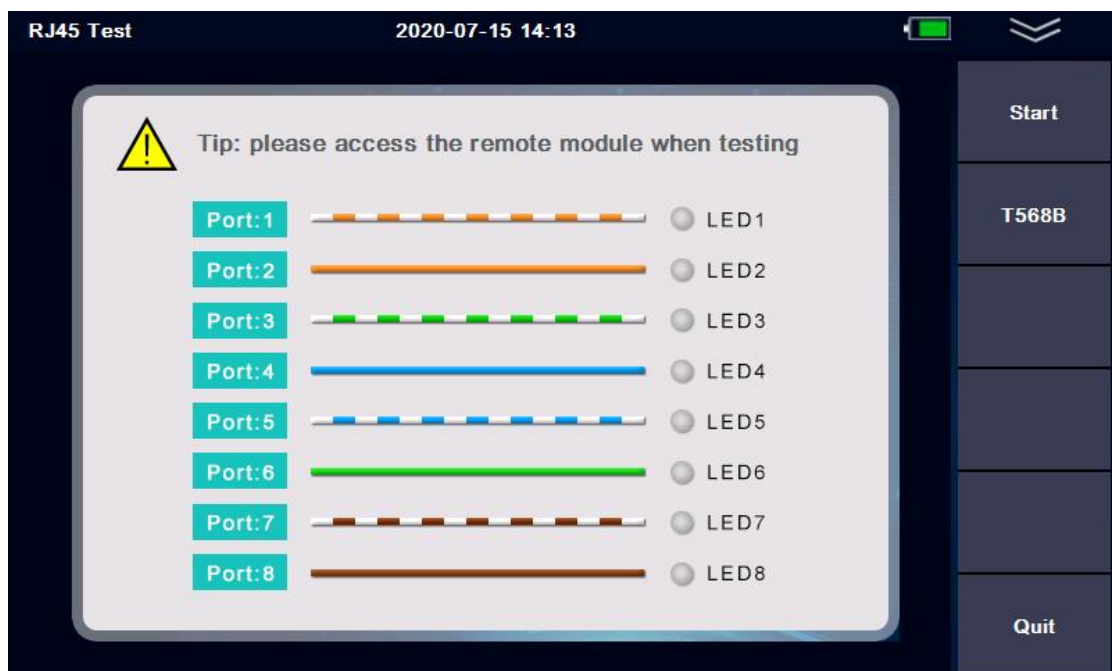 RJ45 Test 2020-07-15 14:13
Start
Tip: please access the remote module when testing
T568B
Port:1 LED1
Port:2 LED2
Port:3 LED3
Port:4 LED4
Port:5 LED5
Port:6 LED6
Port:7 LED7
Port:8 LED8
Quit